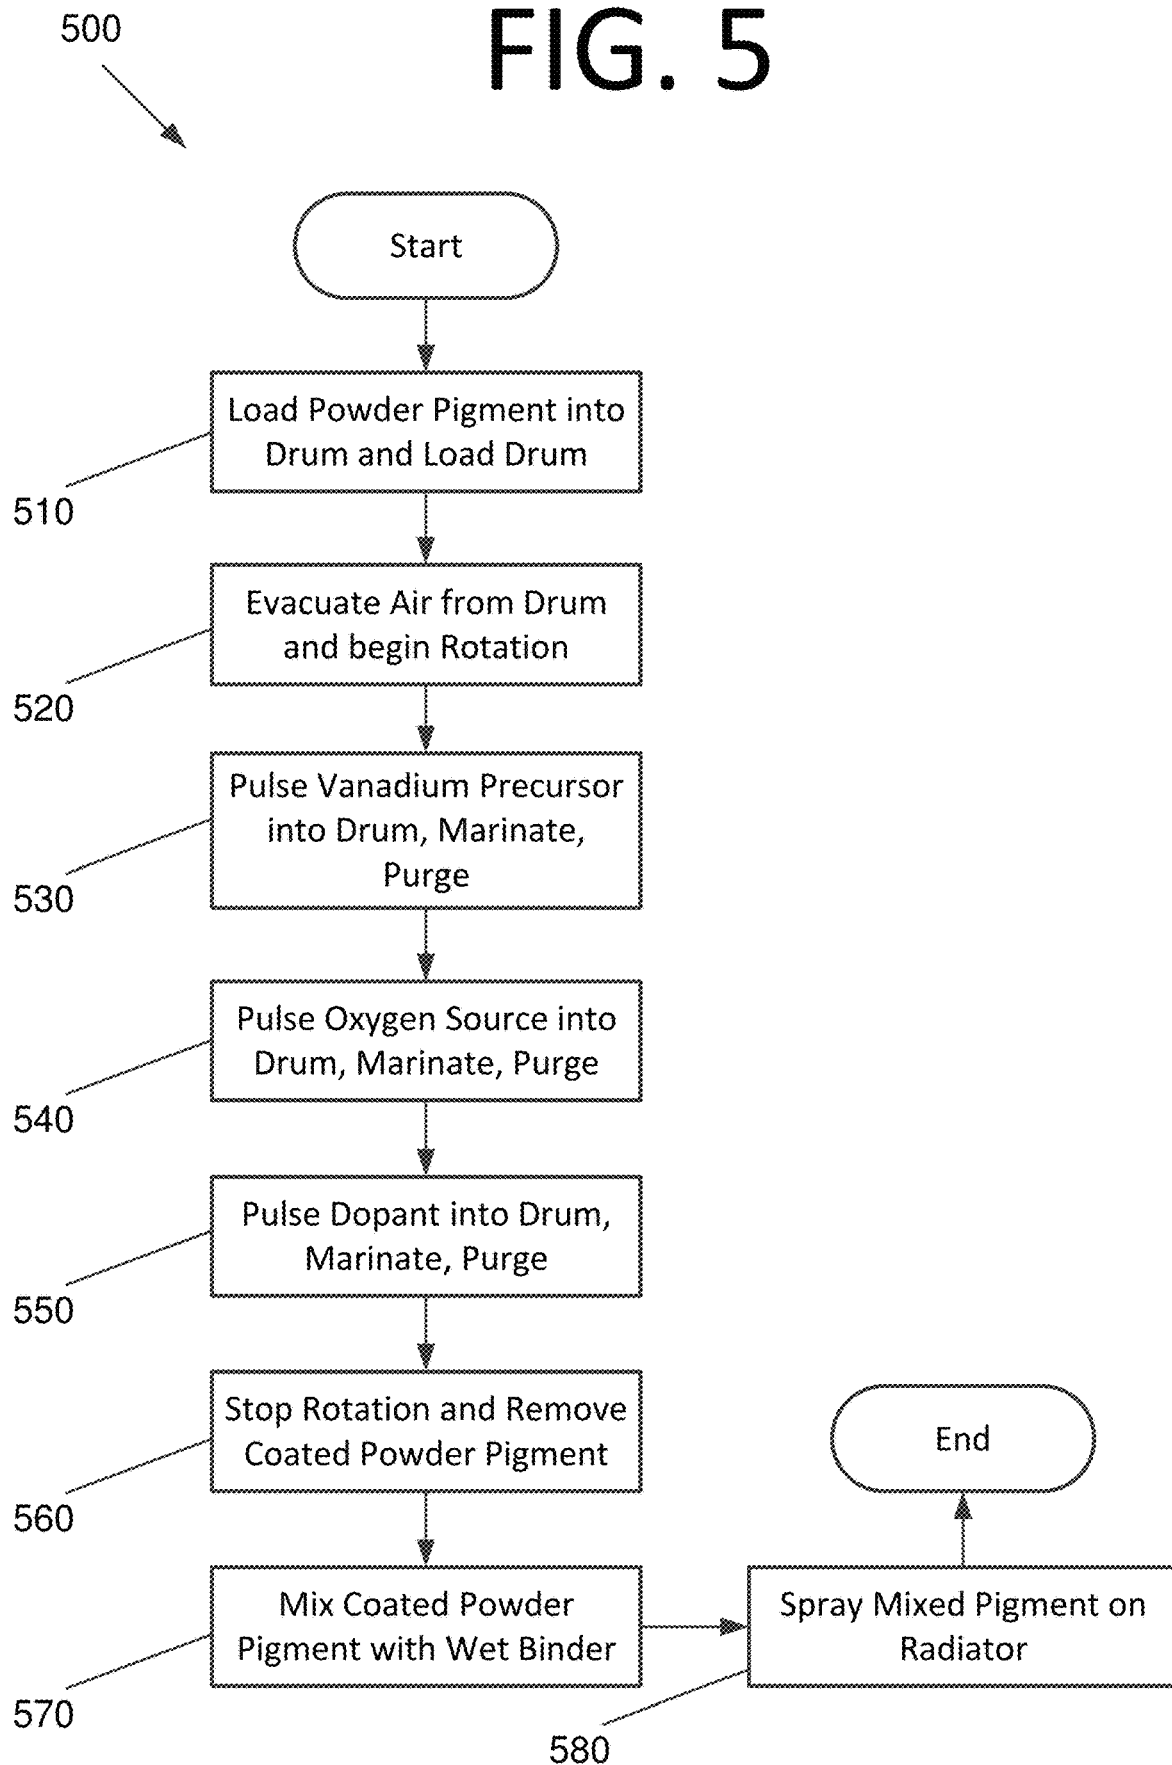 500
FIG. 5
Start
Load Powder Pigment into
Drum and Load Drum
510
Evacuate Air from Drum
and begin Rotation
520
Pulse Vanadium Precursor
into Drum, Marinate,
Purge
530
Pulse Oxygen Source into
Drum, Marinate, Purge
540
Pulse Dopant into Drum,
Marinate, Purge
550
Stop Rotation and Remove
Coated Powder Pigment
560
Mix Coated Powder
Pigment with Wet Binder
570
Spray Mixed Pigment on
Radiator
580
End